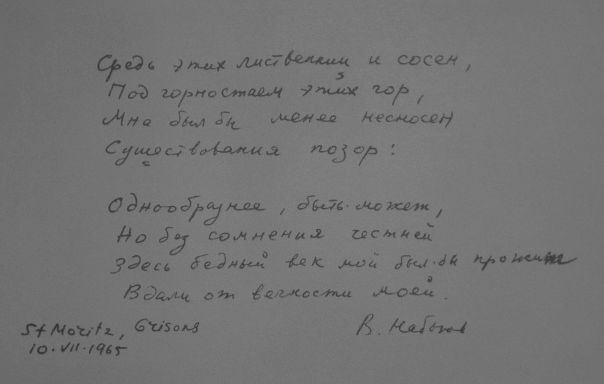 Средь этих лиственниц и сосен,
Под горностаем этих гор,
Мне был бы менее несносен
Существования позор:
Однообразнее, быть-может,
Но без сомнения честней
Здесь бедный век мой был-бы прожит
Вдали от вечности моей.
St Moritz, Grisons
В. Набоков
10.VII.1965